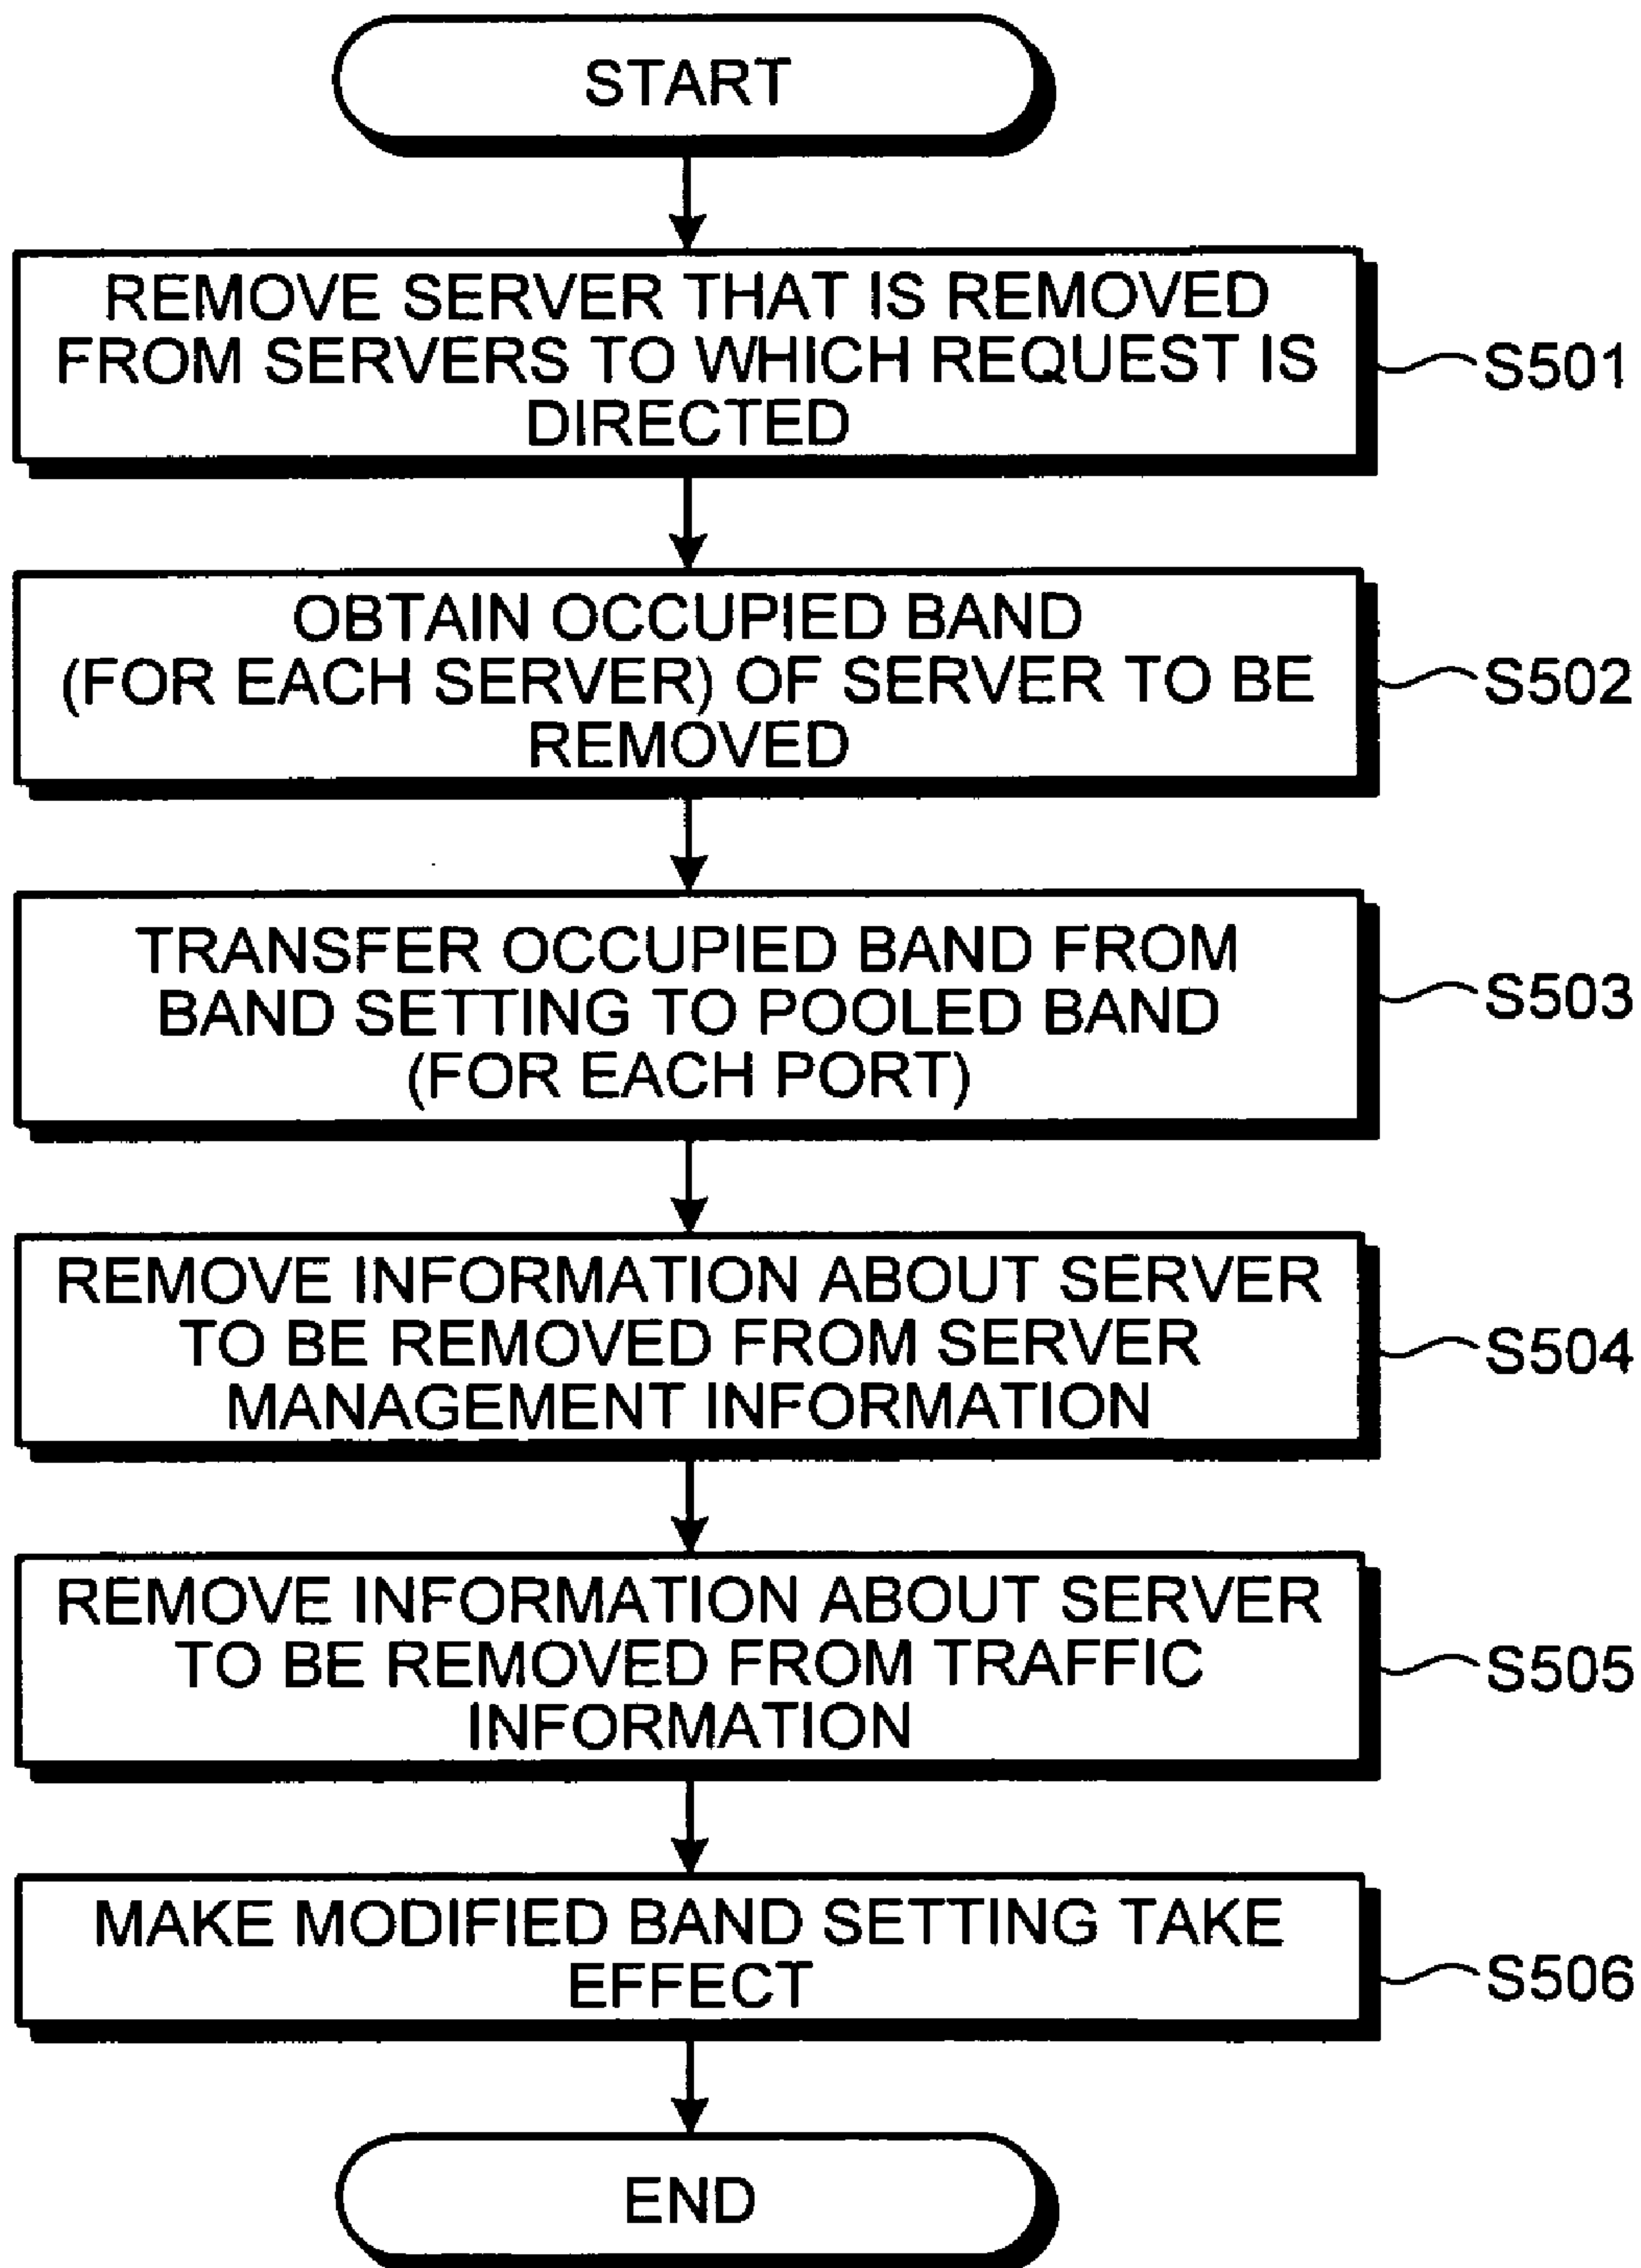 START
REMOVE SERVER THAT IS REMOVED
FROM SERVERS TO WHICH REQUEST IS
DIRECTED
S501
OBTAIN OCCUPIED BAND
(FOR EACH SERVER) OF SERVER TO BE
REMOVED
S502
TRANSFER OCCUPIED BAND FROM
BAND SETTING TO POOLED BAND
(FOR EACH PORT)
S503
REMOVE INFORMATION ABOUT SERVER
TO BE REMOVED FROM SERVER
MANAGEMENT INFORMATION
S504
REMOVE INFORMATION ABOUT SERVER
TO BE REMOVED FROM TRAFFIC
INFORMATION
S505
MAKE MODIFIED BAND SETTING TAKE
EFFECT
S506
END